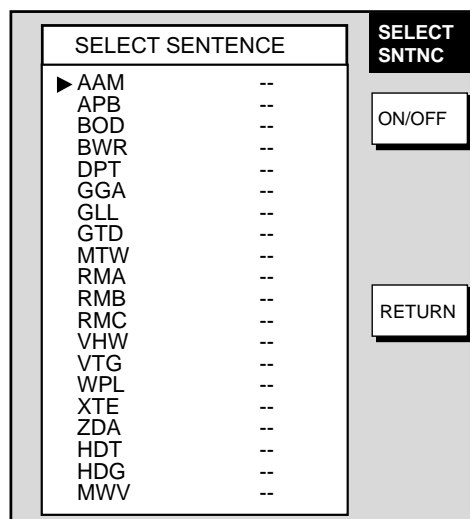 SELECT SENTENCE
AAM --
APB --
BOD --
BWR --
DPT --
GGA --
GLL --
GTD --
MTW --
RMA --
RMB --
RMC --
VHW --
VTG --
WPL --
XTE --
ZDA --
HDT --
HDG --
MWV --
SELECT
SNTNC
ON/OFF
RETURN